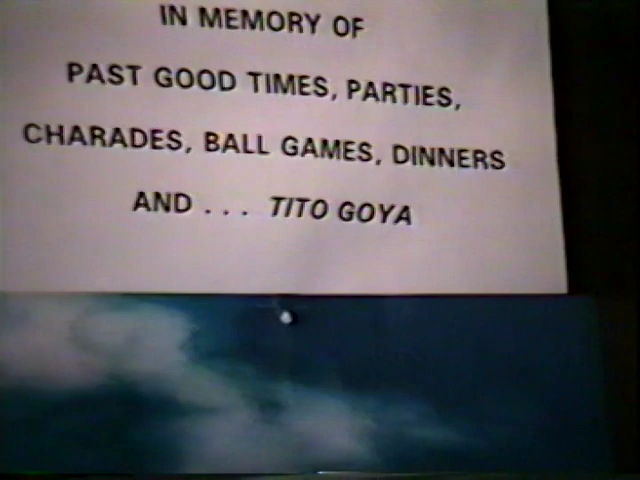 IN MEMORY OF
PAST GOOD TIMES, PARTIES,
CHARADES, BALL GAMES, DINNERS
AND . . . TITO GOYA